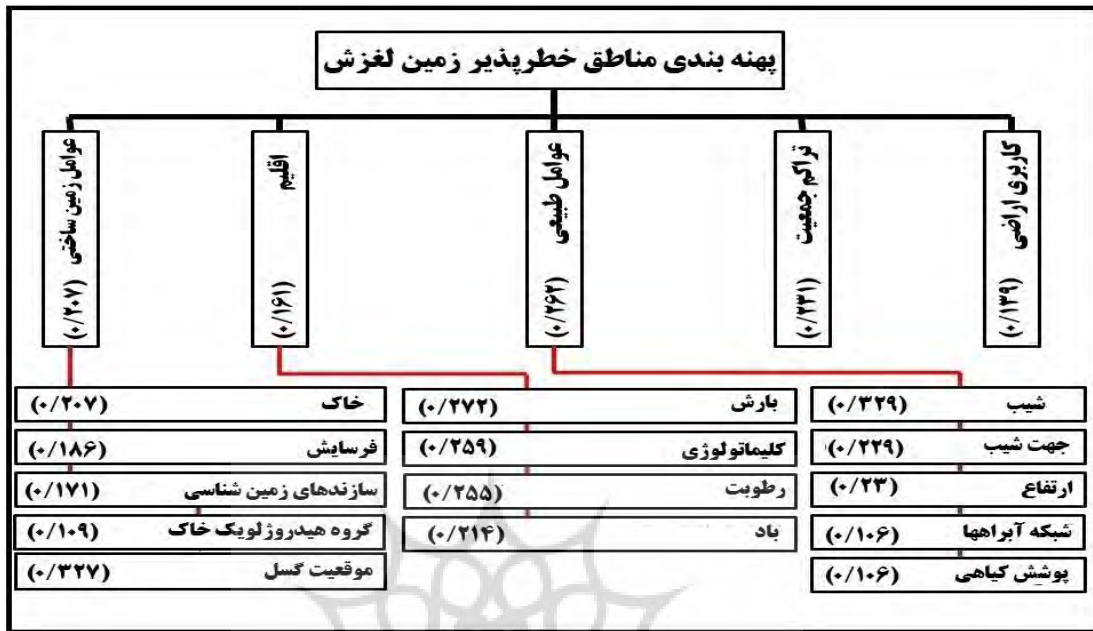 پهنه بندی مناطق خطرپذیر زمین لغزش
کاربری اراضی (۰/۱۳۹)
تراکم جمعیت (۰/۲۳۱)
عوامل طبیعی (۰/۲۶۲)
اقلیم (۰/۱۶۱)
عوامل زمین ساختی (۰/۲۰۷)
شیب (۰/۳۲۹)
جهت شیب (۰/۲۲۹)
ارتفاع (۰/۲۳)
شبکه آبراهها (۰/۱۰۶)
پوشش گیاهی (۰/۱۰۶)
بارش (۰/۲۷۲)
کلیماتولوژی (۰/۲۵۹)
رطوبت (۰/۲۵۵)
باد (۰/۲۱۴)
خاک (۰/۲۰۷)
فرسایش (۰/۱۸۶)
سازندهای زمین شناسی (۰/۱۷۱)
گروه هیدروژلویک خاک (۰/۱۰۹)
موقعیت گسل (۰/۳۲۷)